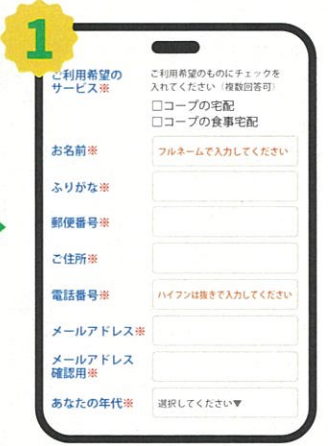 1
ご利用希望の
サービス※
ご利用希望のものにチェックを
入れてください（複数回答可）
□コープの宅配
□コープの食事宅配
お名前※
フルネームで入力してください
ふりがな※
郵便番号※
ご住所※
電話番号※
ハイフンは抜きで入力してください
メールアドレス※
メールアドレス
確認用※
あなたの年代※
選択してください▼